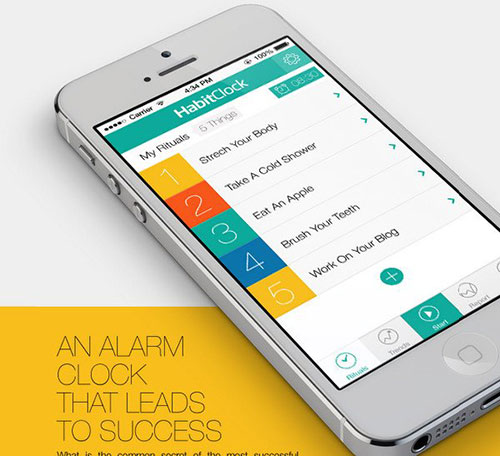 Carrier
4:34 PM
100%
HabitClock
08:30
My Rituals
5 Things
1
Strech Your Body
2
Take A Cold Shower
3
Eat An Apple
4
Brush Your Teeth
5
Work On Your Blog
Rituals
Trends
Start
Report
AN ALARM
CLOCK
THAT LEADS
TO SUCCESS
What is the common secret of the most successful